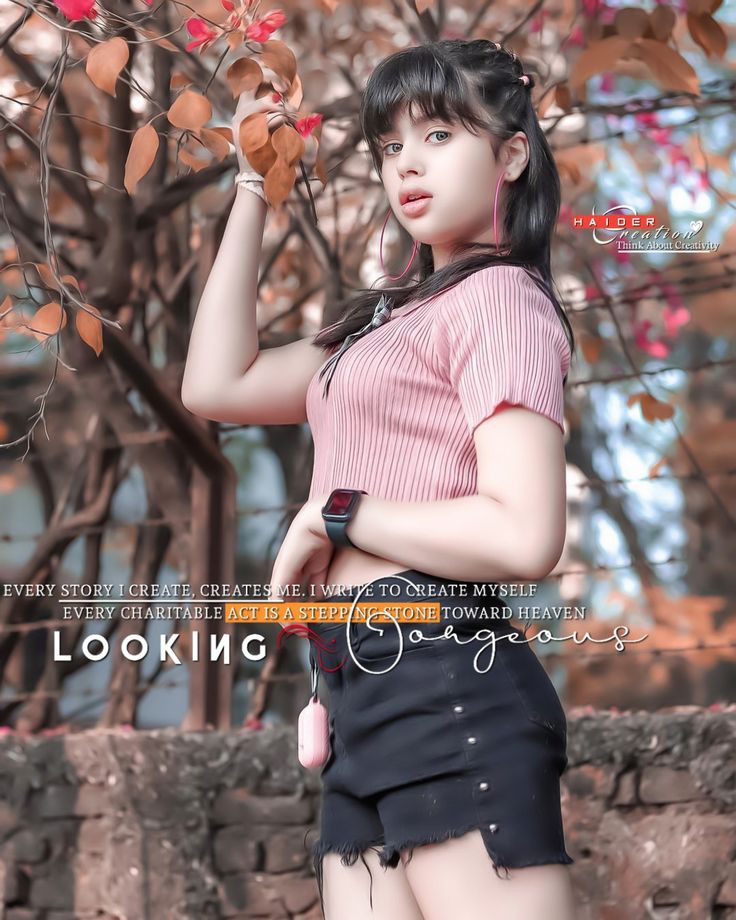 HAIDER
Creation
Think About Creativity
EVERY STORY I CREATE, CREATES ME. I WRITE TO CREATE MYSELF
EVERY CHARITABLE ACT IS A STEPPING STONE TOWARD HEAVEN
LOOKING Gorgeous